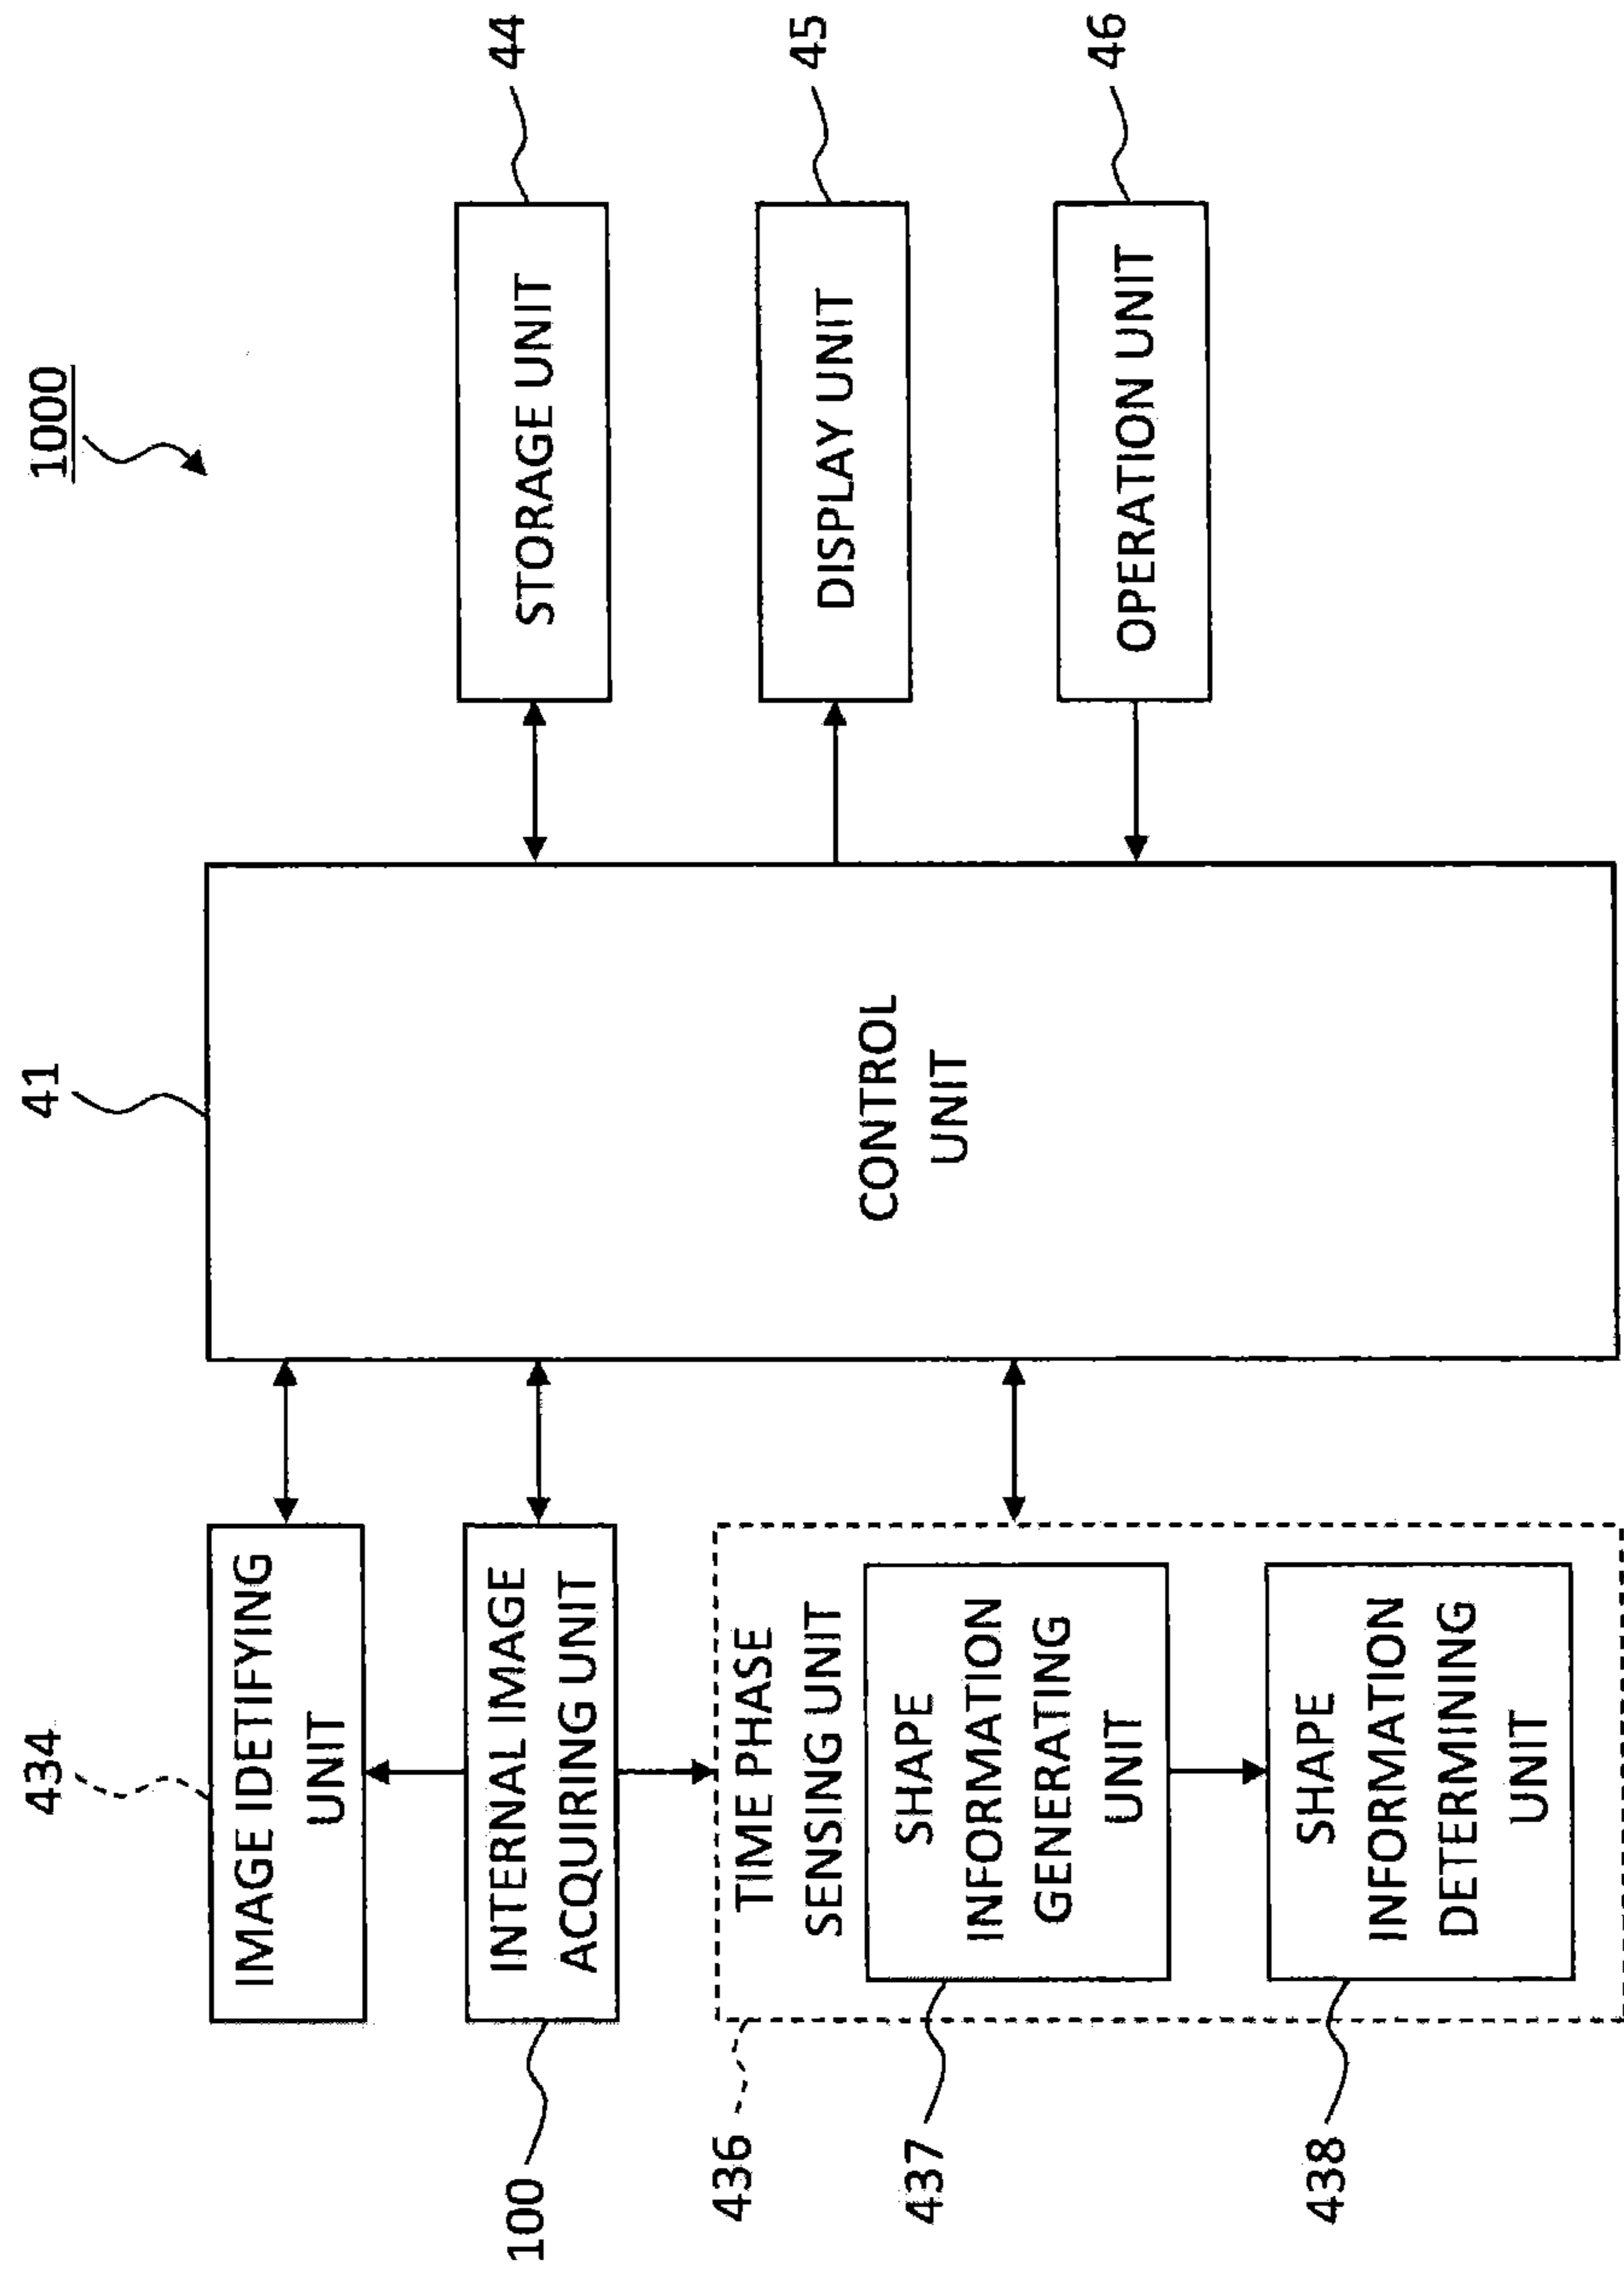 1000
434
IMAGE IDETIFYING
UNIT
100
INTERNAL IMAGE
ACQUIRING UNIT
436
TIME PHASE
SENSING UNIT
437
SHAPE
INFORMATION
GENERATING
UNIT
438
SHAPE
INFORMATION
DETERMINING
UNIT
41
CONTROL
UNIT
44
STORAGE UNIT
45
DISPLAY UNIT
46
OPERATION UNIT